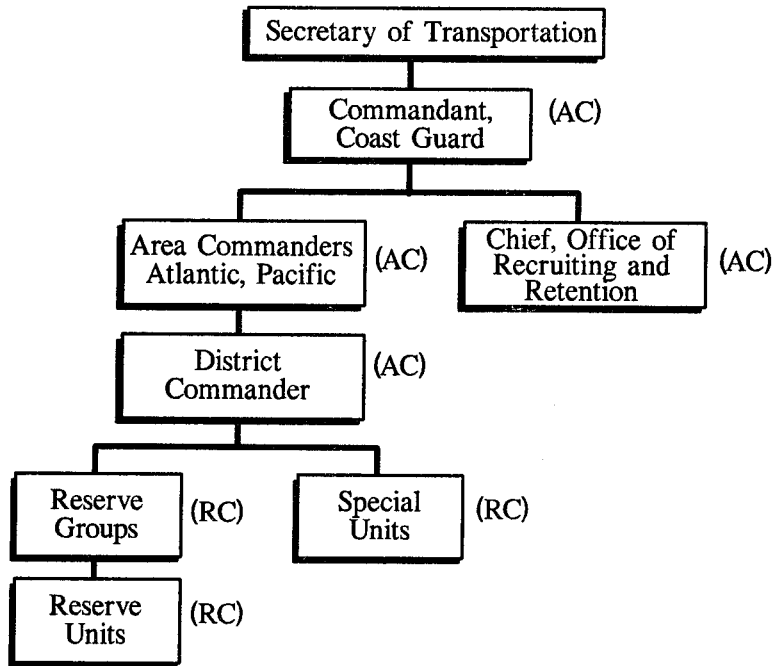 Secretary of Transportation
Commandant,
Coast Guard
(AC)
Area Commanders
Atlantic, Pacific
(AC)
Chief, Office of
Recruiting and
Retention
(AC)
District
Commander
(AC)
Reserve
Groups
(RC)
Special
Units
(RC)
Reserve
Units
(RC)